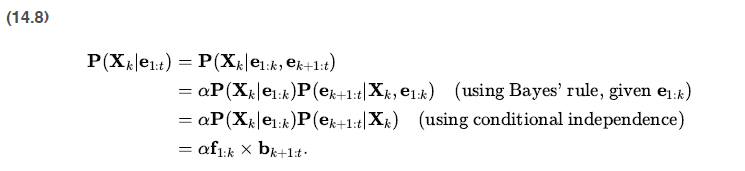 (14.8)
P(X_k|e_{1:t}) = P(X_k|e_{1:k}, e_{k+1:t})
= αP(X_k|e_{1:k})P(e_{k+1:t}|X_k, e_{1:k}) (using Bayes' rule, given e_{1:k})
= αP(X_k|e_{1:k})P(e_{k+1:t}|X_k) (using conditional independence)
= αf_{1:k} × b_{k+1:t}.